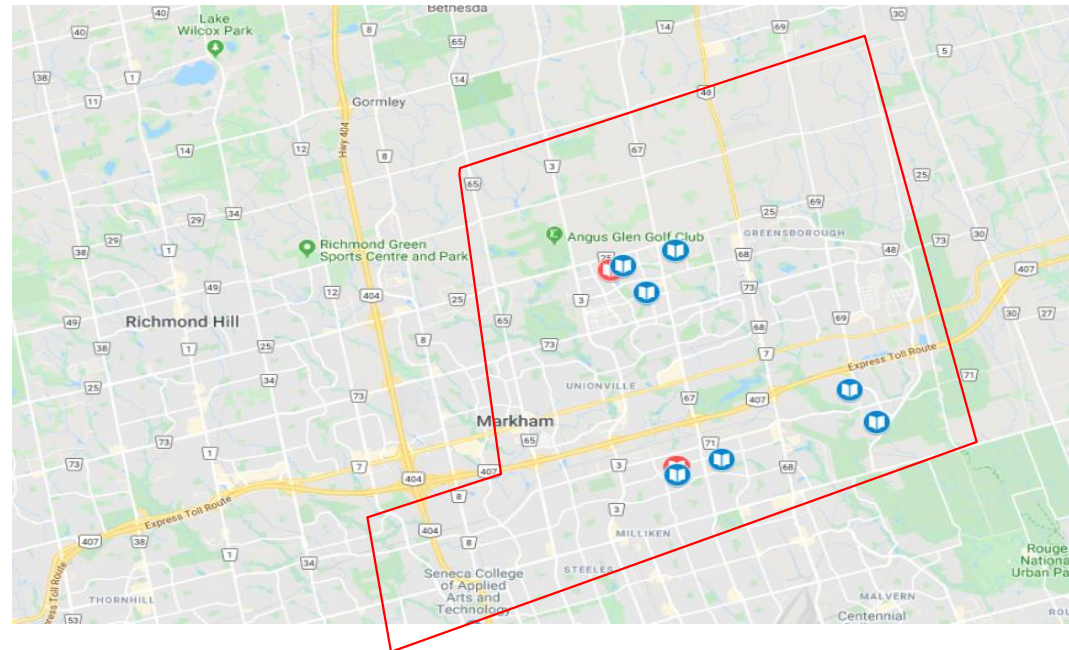 Lake
Wilcox Park
Bethesda
Gormley
Hwy 404
Angus Glen Golf Club
GREENSBOROUGH
Richmond Green
Sports Centre and Park
Richmond Hill
Express Toll Route
UNIONVILLE
Markham
Express Toll Route
MILLIKEN
STEELES
Seneca College
of Applied
Arts and
Technology
THORNHILL
Express Toll Route
MALVERN
Centennial
Rouge
National
Urban Pa
ROU
40
40
8
65
14
69
30
5
38
1
11
14
48
14
12
8
3
67
65
25
29
34
25
69
29
38
1
48
73
30
68
407
49
12
404
25
3
73
49
65
69
30
27
38
1
25
8
73
68
7
25
34
71
73
67
407
73
1
7
65
404
407
3
71
68
8
3
404
407
38
1
8
34
53